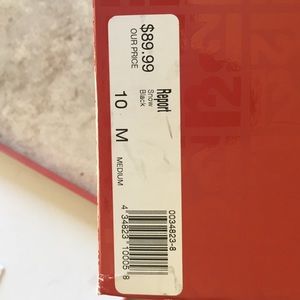 $89.99
OUR PRICE
Report
Snow
Black
10 M
MEDIUM
0034823-8
4 34823 10005 8